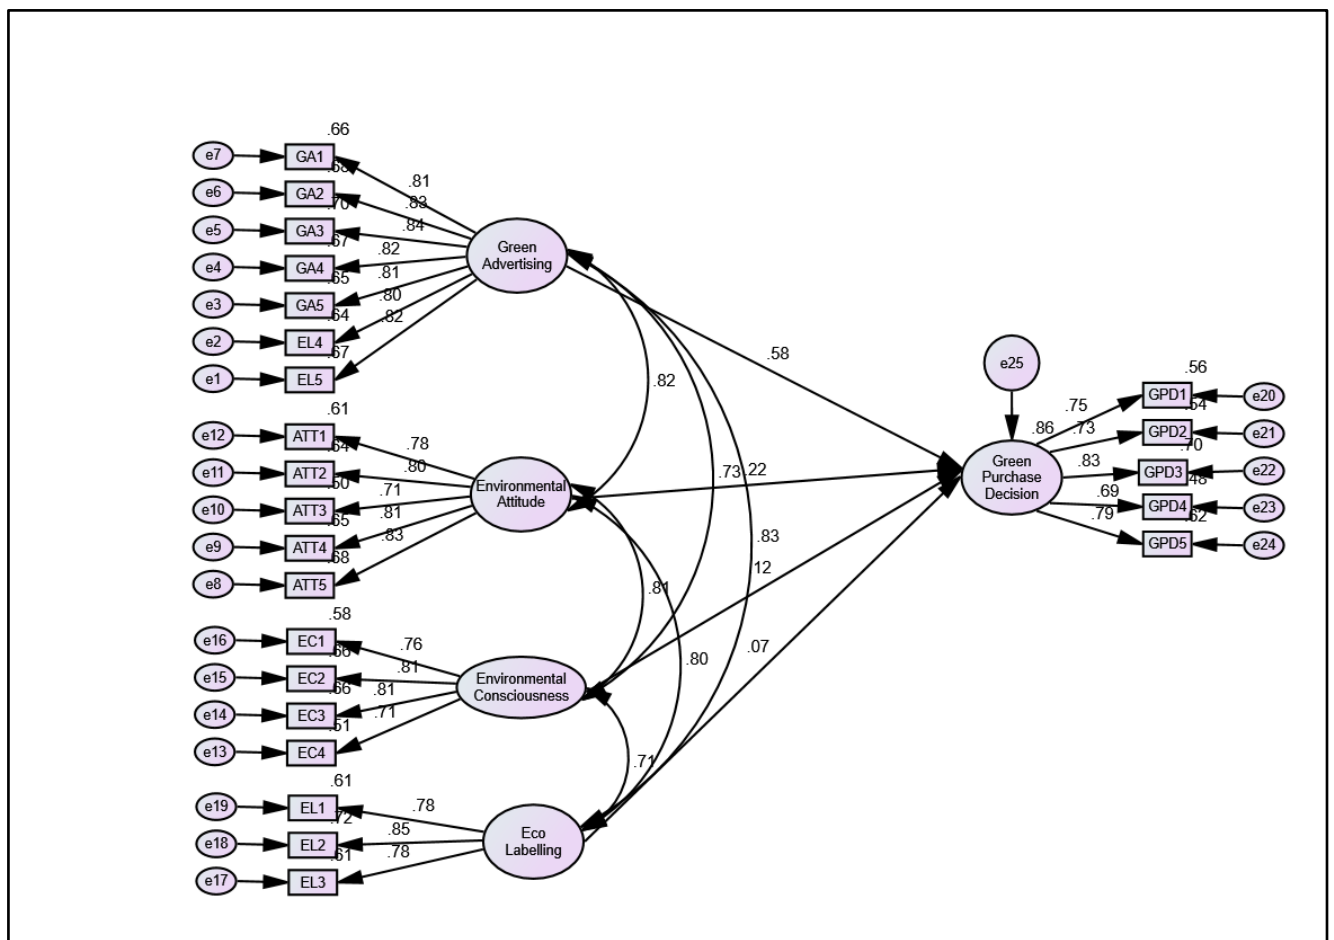 .66
e7
GA1
.68
e6
GA2
.70
e5
GA3
.67
e4
GA4
.65
e3
GA5
.64
e2
EL4
.67
e1
EL5
.81
.83
.84
.82
.81
.80
.82
Green
Advertising
.61
e12
ATT1
.64
e11
ATT2
.50
e10
ATT3
.65
e9
ATT4
.68
e8
ATT5
.78
.80
.71
.81
.83
Environmental
Attitude
.58
e16
EC1
.66
e15
EC2
.66
e14
EC3
.51
e13
EC4
.76
.81
.81
.71
Environmental
Consciousness
.61
e19
EL1
.72
e18
EL2
.61
e17
EL3
.78
.85
.78
Eco
Labelling
.82
.73
.83
.81
.80
.71
.58
.22
.12
.07
e25
.86
Green
Purchase
Decision
.75
.73
.83
.69
.79
.56
GPD1
e20
.54
GPD2
e21
.70
GPD3
e22
.48
GPD4
e23
.62
GPD5
e24